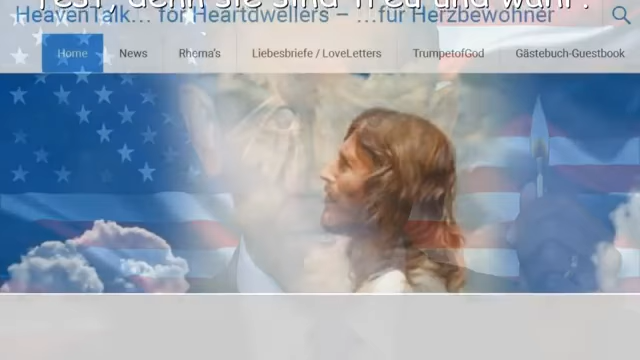 fest, denn sie sind treu und wahr!
HeavenTalk... for Heartdwellers – ...für Herzbewohner
Home News Rhema's Liebesbriefe / LoveLetters TrumpetofGod Gästebuch-Guestbook